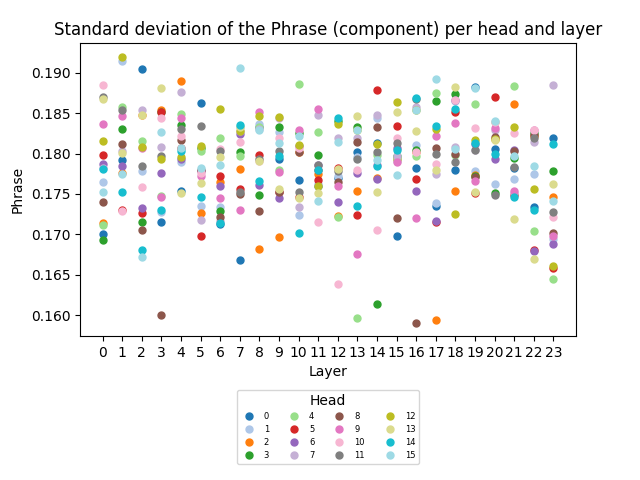 Standard deviation of the Phrase (component) per head and layer
Phrase
0.190
0.185
0.180
0.175
0.170
0.165
0.160
0 1 2 3 4 5 6 7 8 9 10 11 12 13 14 15 16 17 18 19 20 21 22 23
Layer
Head
0 4 8 12
1 5 9 13
2 6 10 14
3 7 11 15